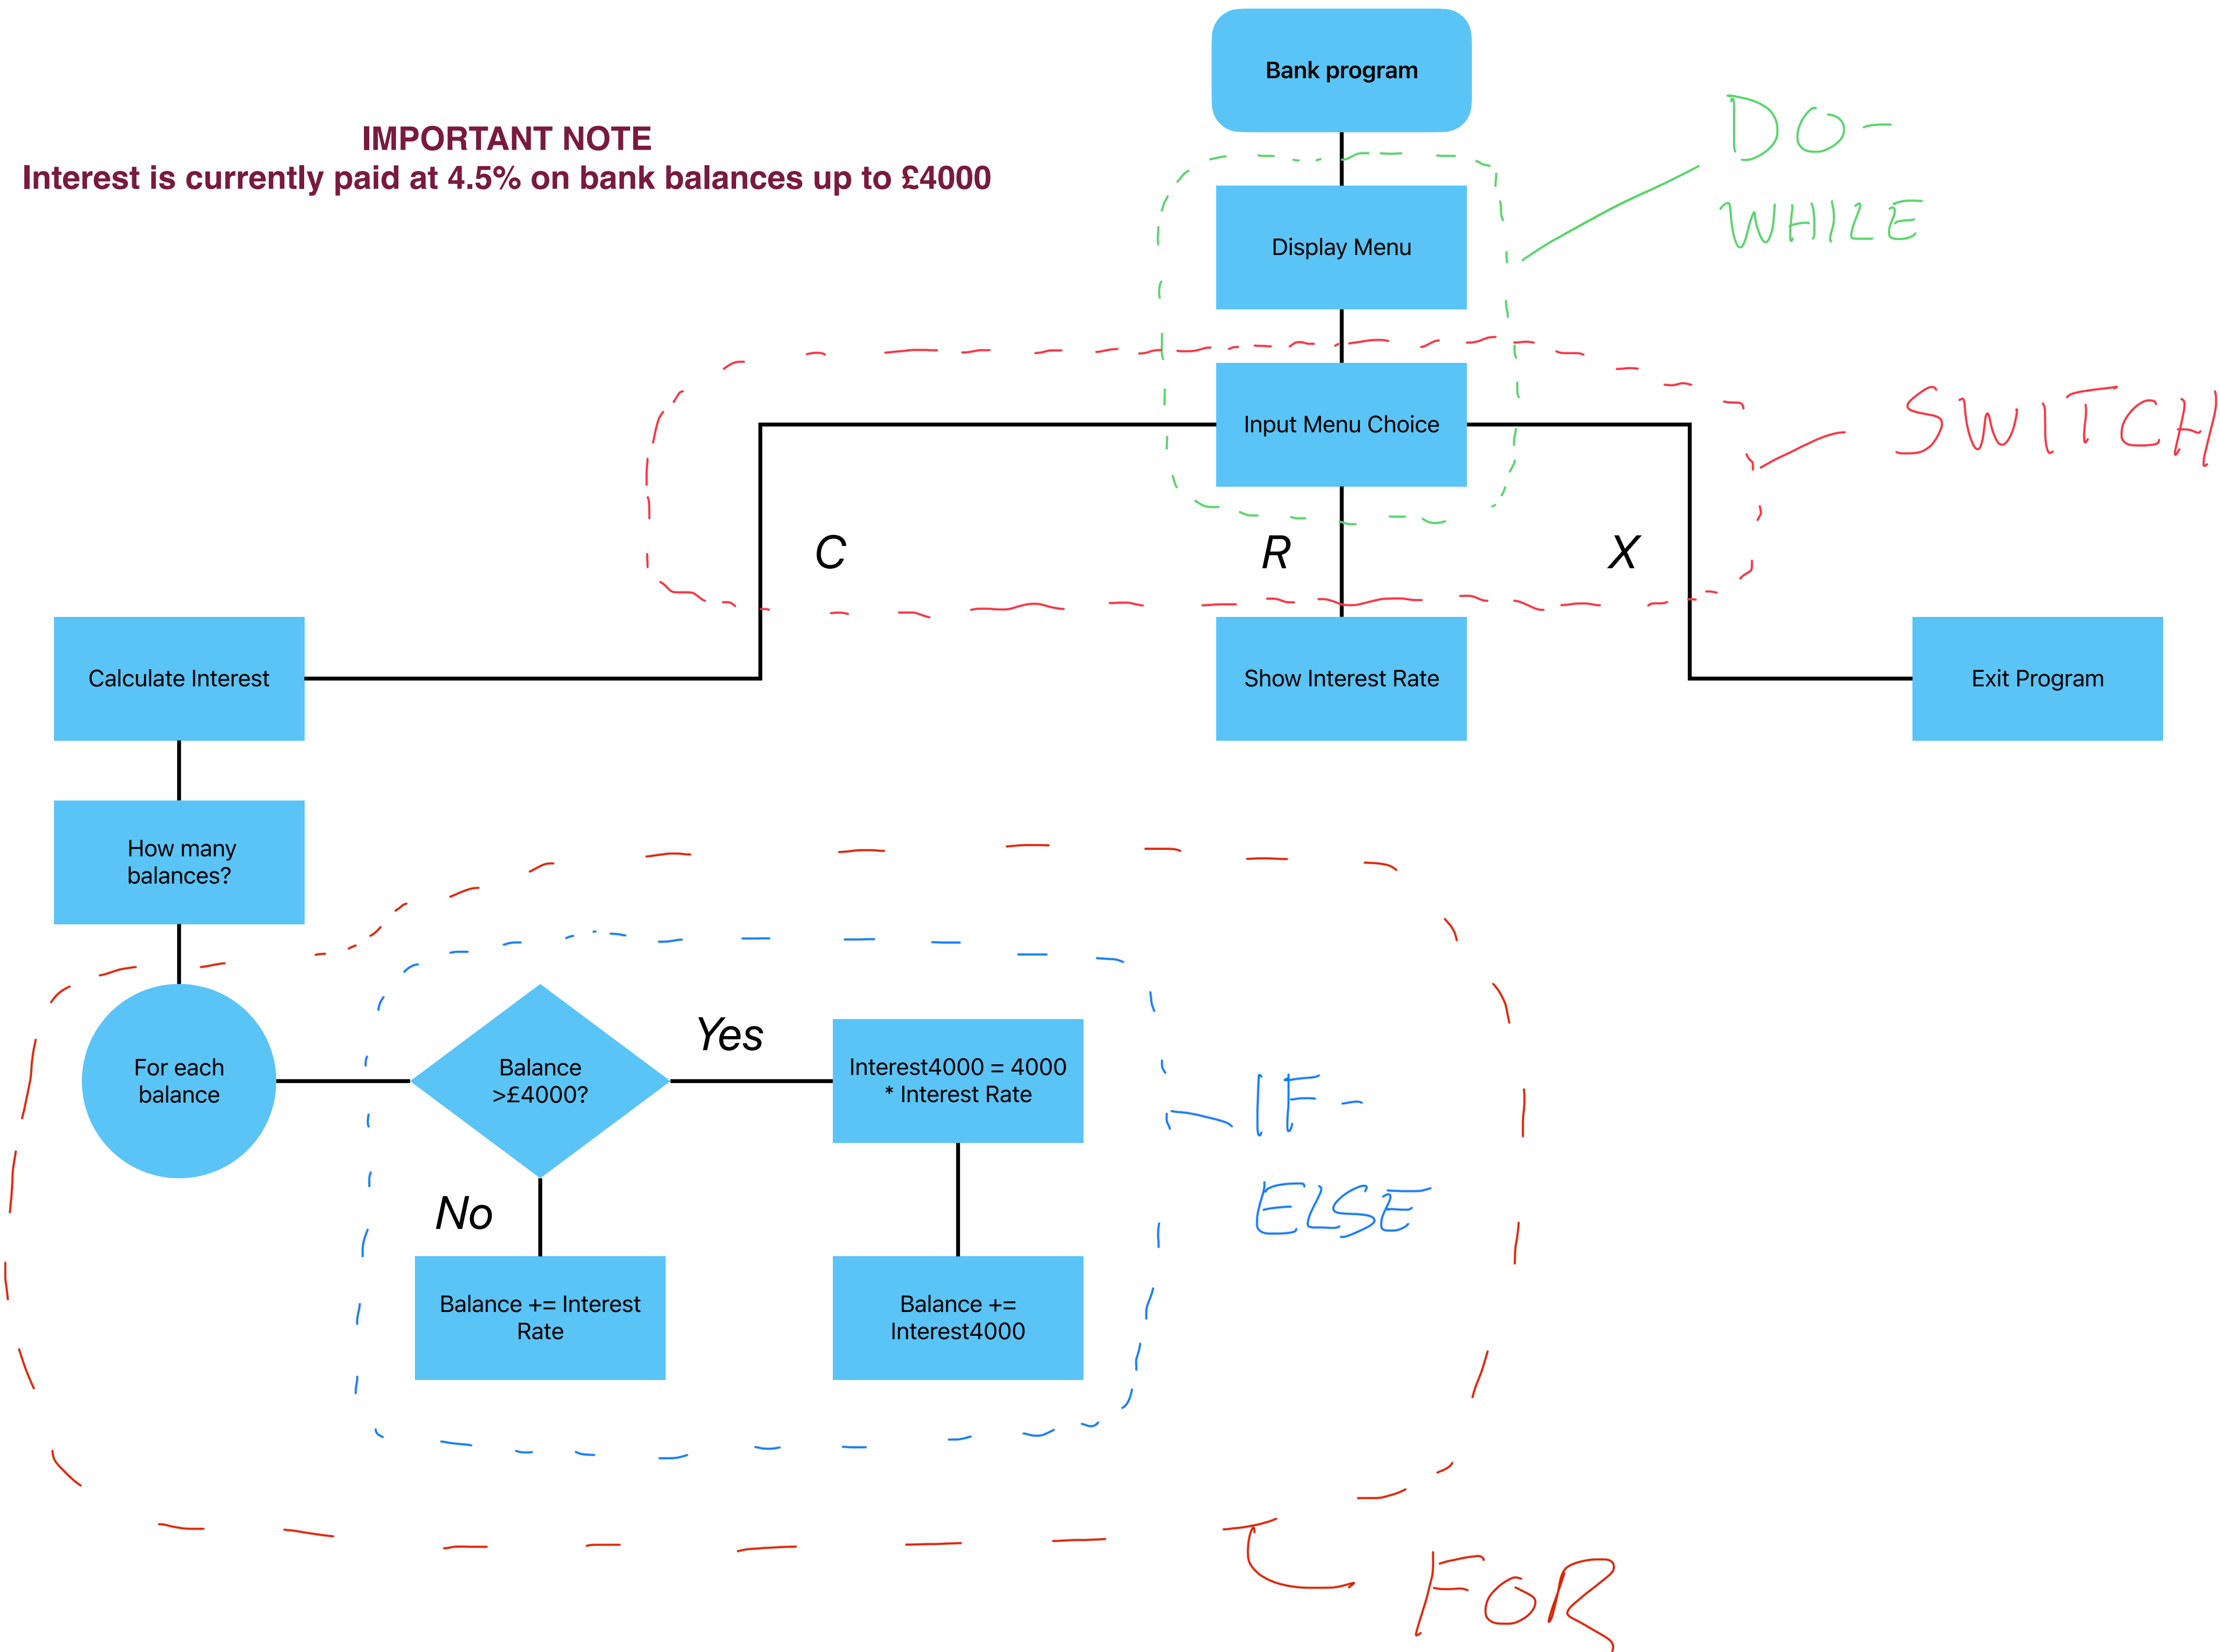 Bank program
DO-
WHILE
IMPORTANT NOTE
Interest is currently paid at 4.5% on bank balances up to £4000
Display Menu
Input Menu Choice
SWITCH
C
R
X
Calculate Interest
Show Interest Rate
Exit Program
How many
balances?
For each
balance
Balance
>£4000?
Yes
Interest4000 = 4000
* Interest Rate
IF-
ELSE
No
Balance += Interest
Rate
Balance +=
Interest4000
FOR